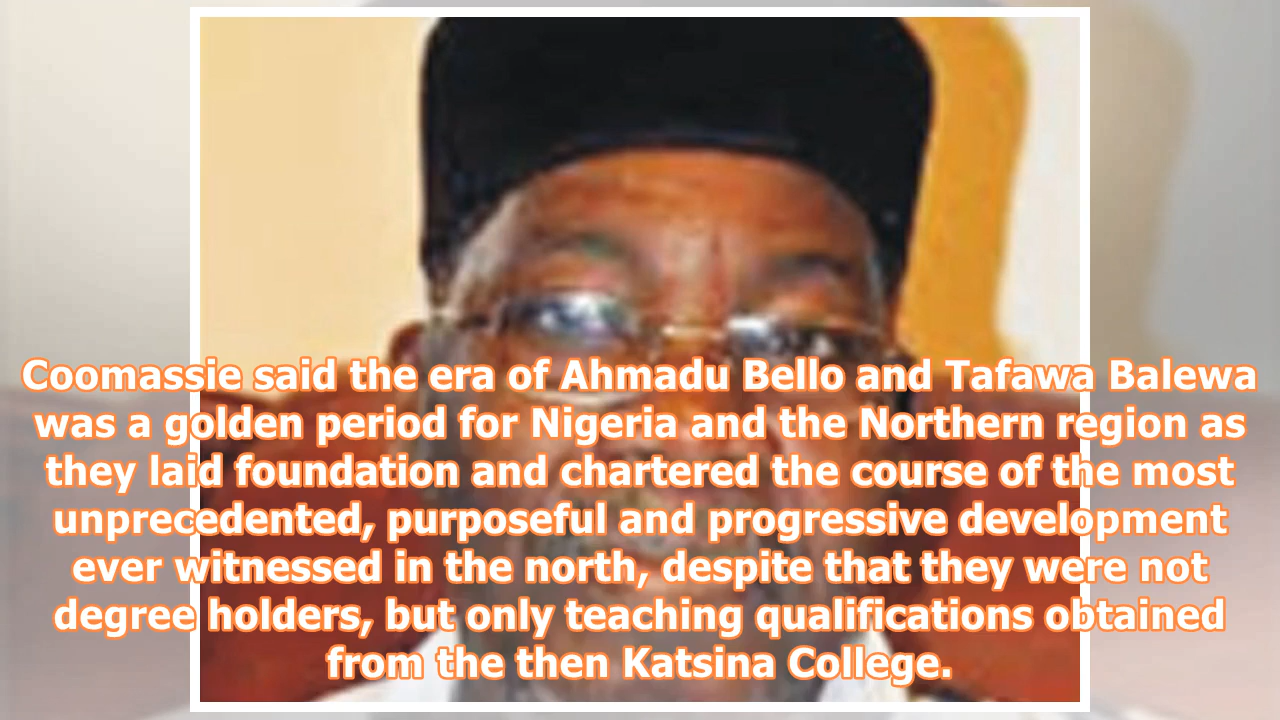 Coomassie said the era of Ahmadu Bello and Tafawa Balewa
was a golden period for Nigeria and the Northern region as
they laid foundation and chartered the course of the most
unprecedented, purposeful and progressive development
ever witnessed in the north, despite that they were not
degree holders, but only teaching qualifications obtained
from the then Katsina College.